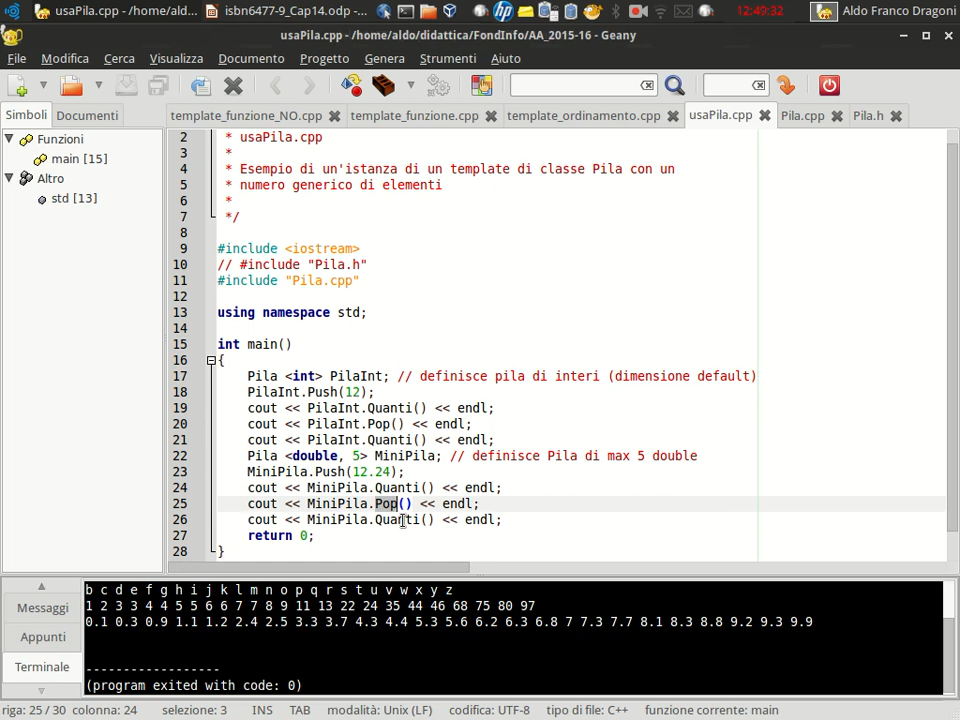 usaPila.cpp - /home/ald...
isbn6477-9_Cap14.odp - ...
12:49:32
Aldo Franco Dragoni
usaPila.cpp - /home/aldo/didattica/FondInfo/AA_2015-16 - Geany
File Modifica Cerca Visualizza Documento Progetto Genera Strumenti Aiuto
Simboli Documenti template_funzione_NO.cpp template_funzione.cpp template_ordinamento.cpp usaPila.cpp Pila.cpp Pila.h
Funzioni
main [15]
Altro
std [13]
2 * usaPila.cpp
3 *
4 * Esempio di un'istanza di un template di classe Pila con un
5 * numero generico di elementi
6 *
7 */
8
9 #include <iostream>
10 // #include "Pila.h"
11 #include "Pila.cpp"
12
13 using namespace std;
14
15 int main()
16 {
17 Pila <int> PilaInt; // definisce pila di interi (dimensione default)
18 PilaInt.Push(12);
19 cout << PilaInt.Quanti() << endl;
20 cout << PilaInt.Pop() << endl;
21 cout << PilaInt.Quanti() << endl;
22 Pila <double, 5> MiniPila; // definisce Pila di max 5 double
23 MiniPila.Push(12.24);
24 cout << MiniPila.Quanti() << endl;
25 cout << MiniPila.Pop() << endl;
26 cout << MiniPila.Quanti() << endl;
27 return 0;
28 }
Messaggi
Appunti
Terminale
b c d e f g h i j k l m n o p q r s t u v w x y z
1 2 3 3 4 4 5 5 6 6 7 7 8 9 11 13 22 24 35 44 46 68 75 80 97
0.1 0.3 0.9 1.1 1.2 2.4 2.5 3.3 3.7 4.3 4.4 5.3 5.6 6.2 6.3 6.8 7 7.3 7.7 8.1 8.3 8.8 9.2 9.3 9.9
------------------
(program exited with code: 0)
riga: 25 / 30 colonna: 24 selezione: 3 INS TAB modalità: Unix (LF) codifica: UTF-8 tipo di file: C++ funzione corrente: main